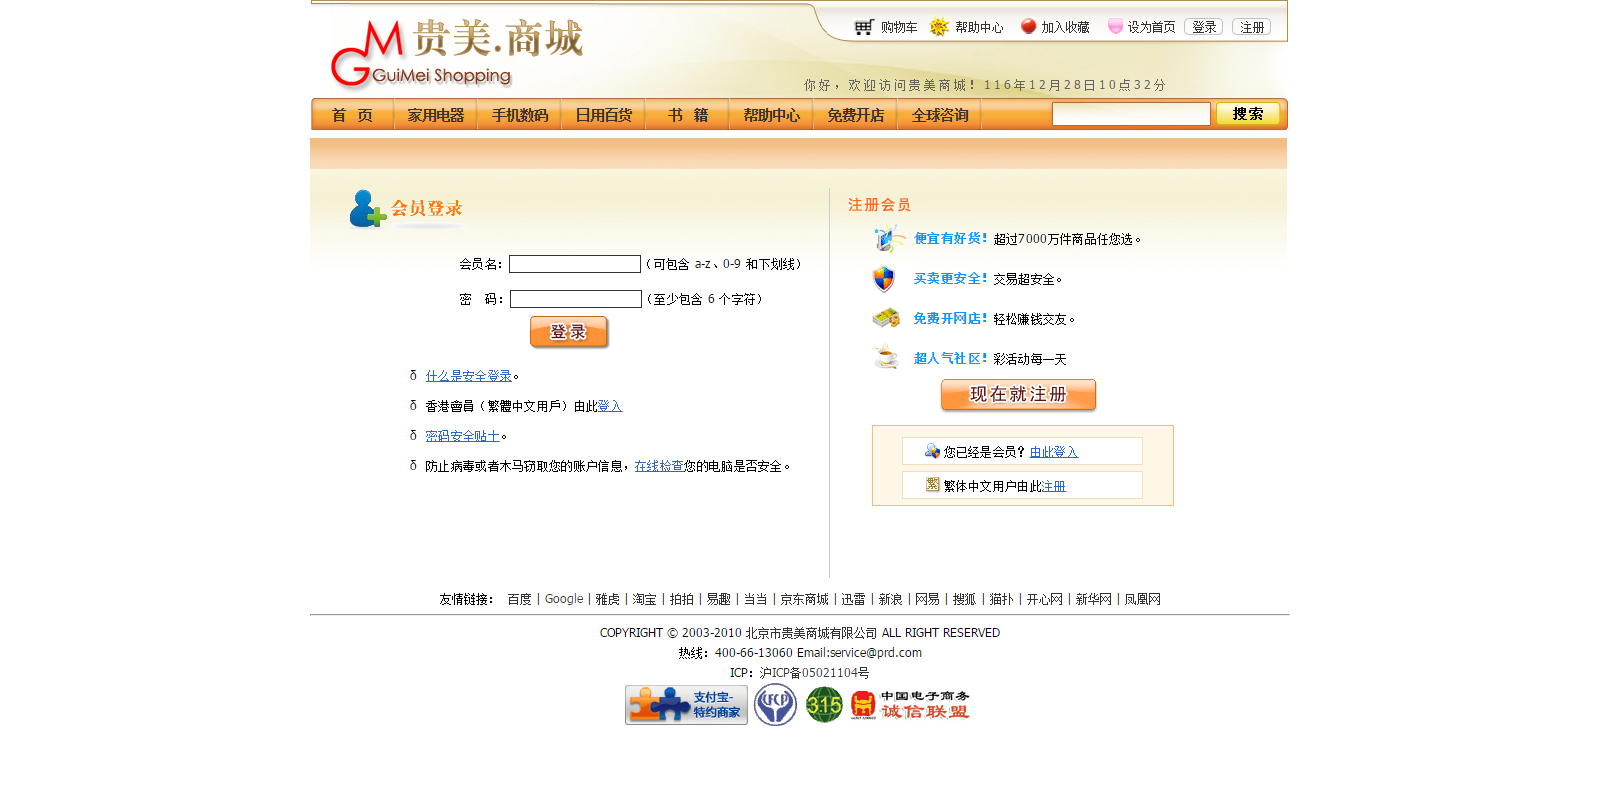 贵美.商城
GuiMei Shopping
购物车 帮助中心 加入收藏 设为首页 登录 注册
你好，欢迎访问贵美商城！116年12月28日10点32分
首 页 家用电器 手机数码 日用百货 书 籍 帮助中心 免费开店 全球咨询 搜索
会员登录
会员名： （可包含 a-z、0-9 和下划线）
密 码： （至少包含 6 个字符）
登录
δ 什么是安全登录。
δ 香港會員（繁體中文用戶）由此登入
δ 密码安全贴士。
δ 防止病毒或者木马窃取您的账户信息，在线检查您的电脑是否安全。
注册会员
便宜有好货！超过7000万件商品任您选。
买卖更安全！交易超安全。
免费开网店！轻松赚钱交友。
超人气社区！彩活动每一天
现在就注册
您已经是会员？由此登入
繁 繁体中文用户由此注册
友情链接： 百度 | Google | 雅虎 | 淘宝 | 拍拍 | 易趣 | 当当 | 京东商城 | 迅雷 | 新浪 | 网易 | 搜狐 | 猫扑 | 开心网 | 新华网 | 凤凰网
COPYRIGHT © 2003-2010 北京市贵美商城有限公司 ALL RIGHT RESERVED
热线：400-66-13060 Email:service@prd.com
ICP：沪ICP备05021104号
支付宝-
特约商家
CFCP
315
中国电子商务
诚信联盟